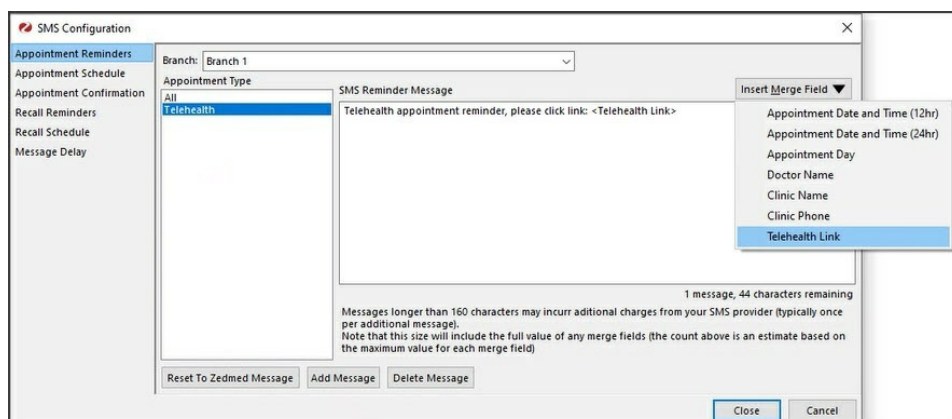 SMS Configuration
Appointment Reminders
Appointment Schedule
Appointment Confirmation
Recall Reminders
Recall Schedule
Message Delay
Branch: Branch 1
Appointment Type
All
Telehealth
SMS Reminder Message
Insert Merge Field
Telehealth appointment reminder, please click link: <Telehealth Link>
Appointment Date and Time (12hr)
Appointment Date and Time (24hr)
Appointment Day
Doctor Name
Clinic Name
Clinic Phone
Telehealth Link
1 message, 44 characters remaining
Messages longer than 160 characters may incurr aditional charges from your SMS provider (typically once
per additional message).
Note that this size will include the full value of any merge fields (the count above is an estimate based on
the maximum value for each merge field)
Reset To Zedmed Message
Add Message
Delete Message
Close
Cancel